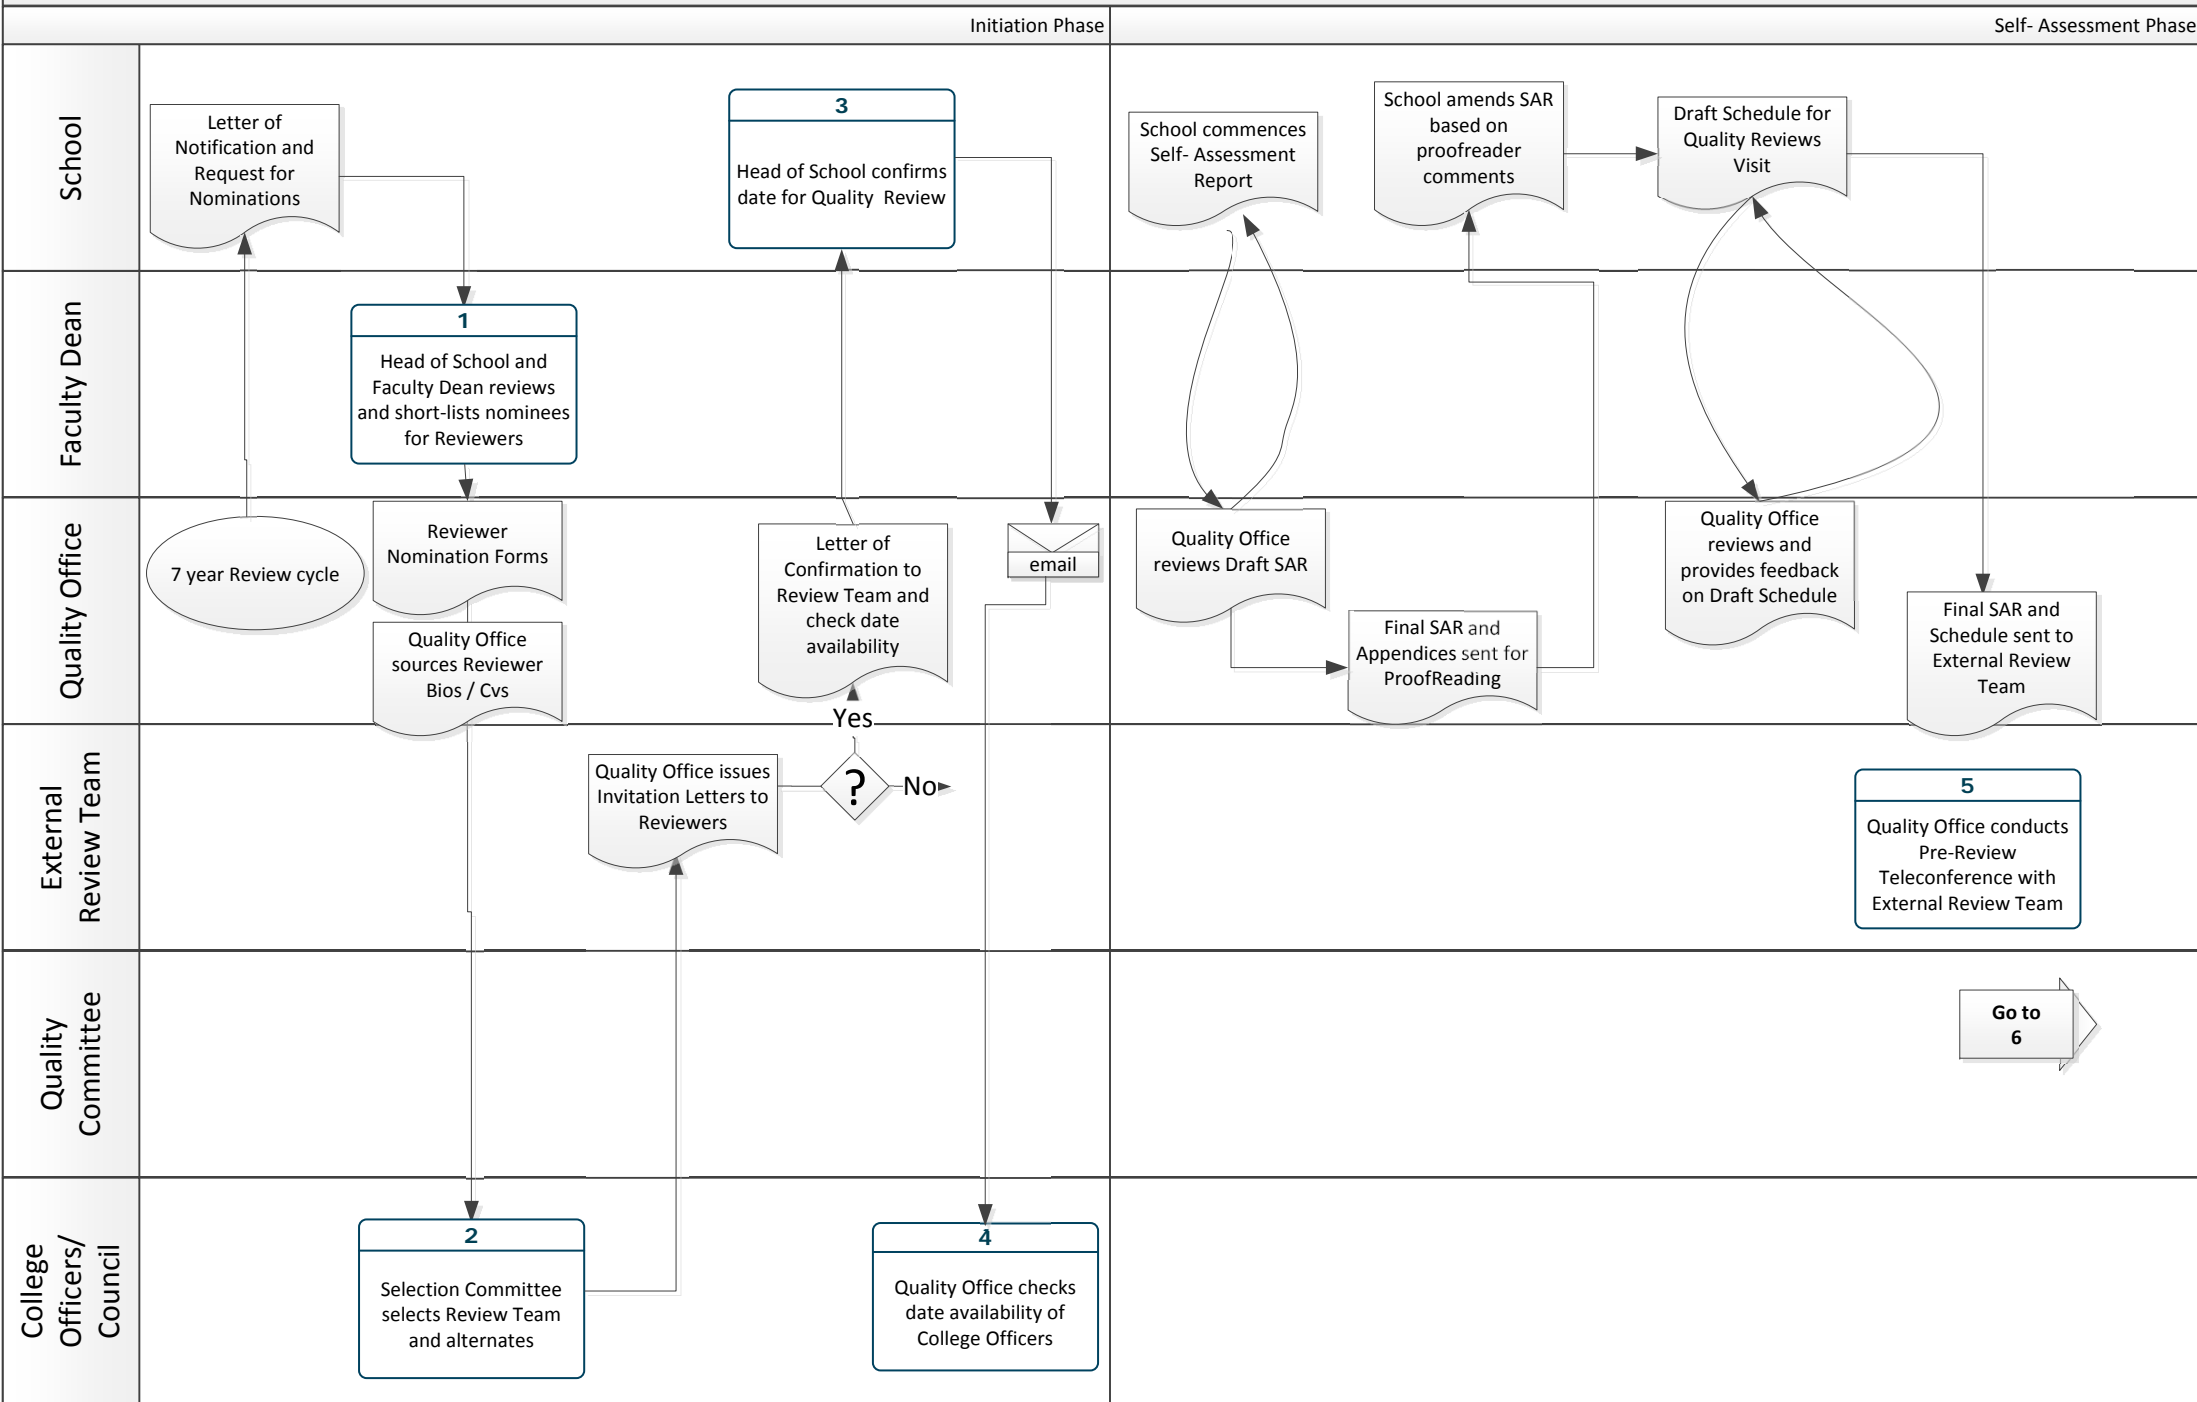 Initiation Phase
Self- Assessment Phase
School
Letter of
Notification and
Request for
Nominations
3
Head of School confirms
date for Quality  Review
School commences
Self- Assessment
Report
School amends SAR
based on
proofreader
comments
Draft Schedule for
Quality Reviews
Visit
Faculty Dean
1
Head of School and
Faculty Dean reviews
and short-lists nominees
for Reviewers
Quality Office
7 year Review cycle
Reviewer
Nomination Forms
Quality Office
sources Reviewer
Bios / Cvs
Letter of
Confirmation to
Review Team and
check date
availability
email
Quality Office
reviews Draft SAR
Final SAR and
Appendices sent for
ProofReading
Quality Office
reviews and
provides feedback
on Draft Schedule
Final SAR and
Schedule sent to
External Review
Team
External
Review Team
Quality Office issues
Invitation Letters to
Reviewers
Yes
?
No
5
Quality Office conducts
Pre-Review
Teleconference with
External Review Team
Quality
Committee
Go to
6
College
Officers/
Council
2
Selection Committee
selects Review Team
and alternates
4
Quality Office checks
date availability of
College Officers